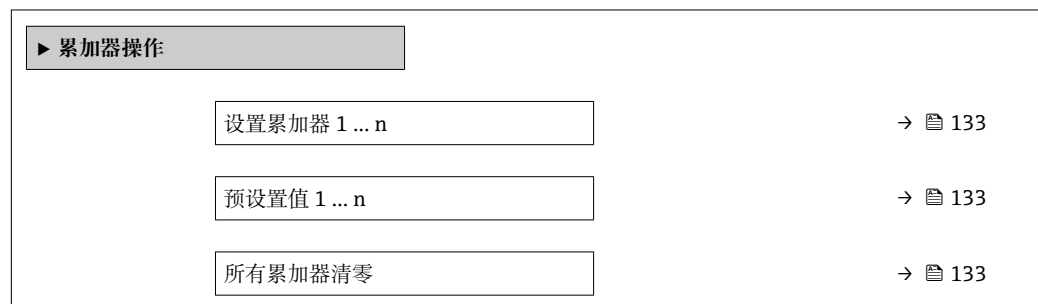 ▶ 累加器操作
设置累加器 1 ... n → 133
预设置值 1 ... n → 133
所有累加器清零 → 133